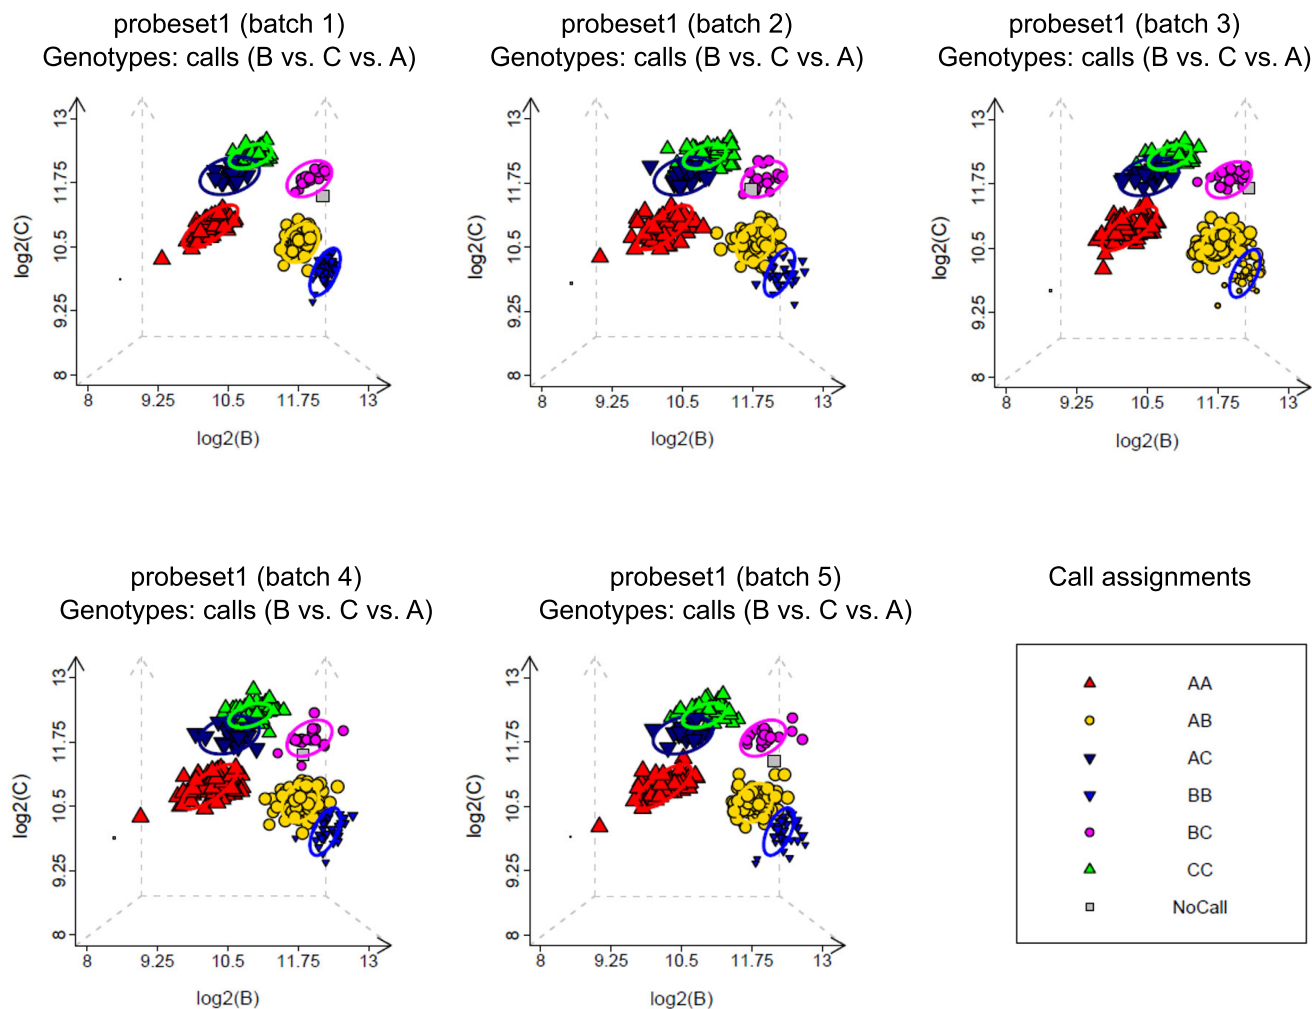 probeset1 (batch 1)
Genotypes: calls (B vs. C vs. A)
13
11.75
10.5
9.25
8
log2(C)
8
9.25
10.5
11.75
13
log2(B)
probeset1 (batch 2)
Genotypes: calls (B vs. C vs. A)
13
11.75
10.5
9.25
8
log2(C)
8
9.25
10.5
11.75
13
log2(B)
probeset1 (batch 3)
Genotypes: calls (B vs. C vs. A)
13
11.75
10.5
9.25
8
log2(C)
8
9.25
10.5
11.75
13
log2(B)
probeset1 (batch 4)
Genotypes: calls (B vs. C vs. A)
13
11.75
10.5
9.25
8
log2(C)
8
9.25
10.5
11.75
13
log2(B)
probeset1 (batch 5)
Genotypes: calls (B vs. C vs. A)
13
11.75
10.5
9.25
8
log2(C)
8
9.25
10.5
11.75
13
log2(B)
Call assignments
AA
AB
AC
BB
BC
CC
NoCall